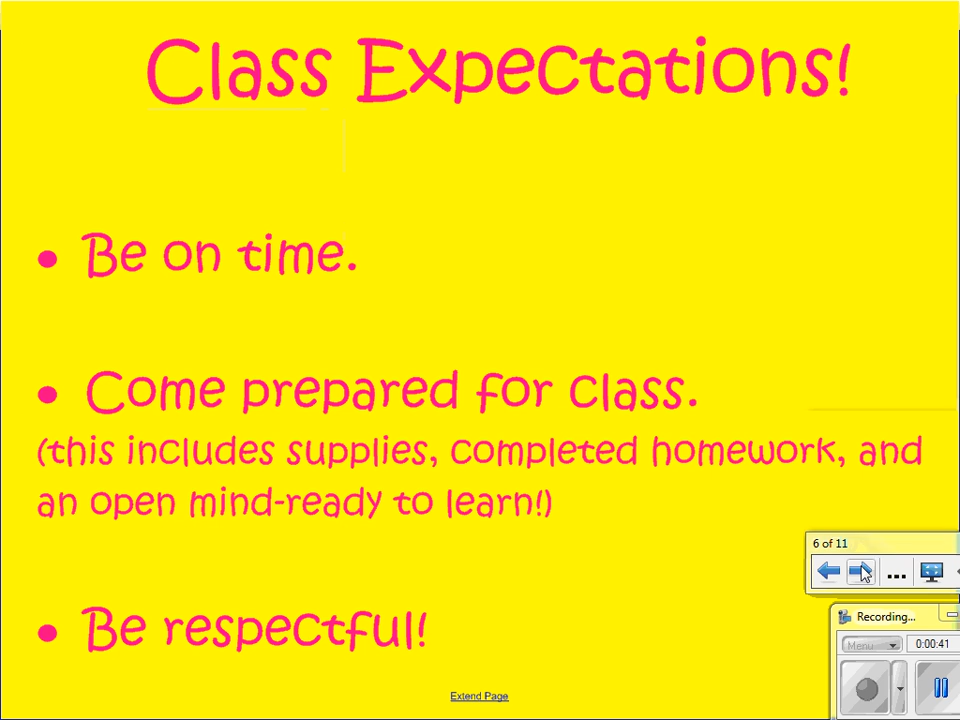 Class Expectations!
• Be on time.
• Come prepared for class.
(this includes supplies, completed homework, and
an open mind-ready to learn!)
6 of 11
...
Recording...
Menu
0:00:41
• Be respectful!
Extend Page